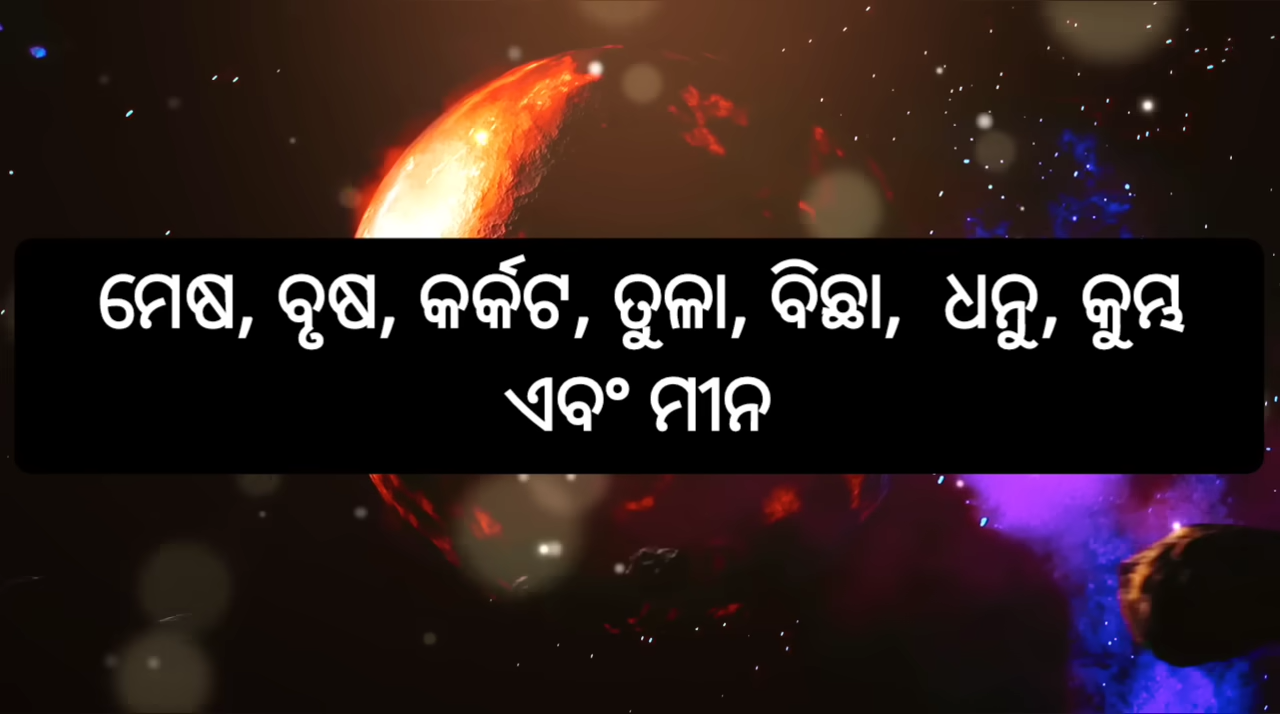 ମେଷ, ବୃଷ, କର୍କଟ, ତୁଳା, ବିଛା, ଧନୁ, କୁମ୍ଭ
ଏବଂ ମୀନ